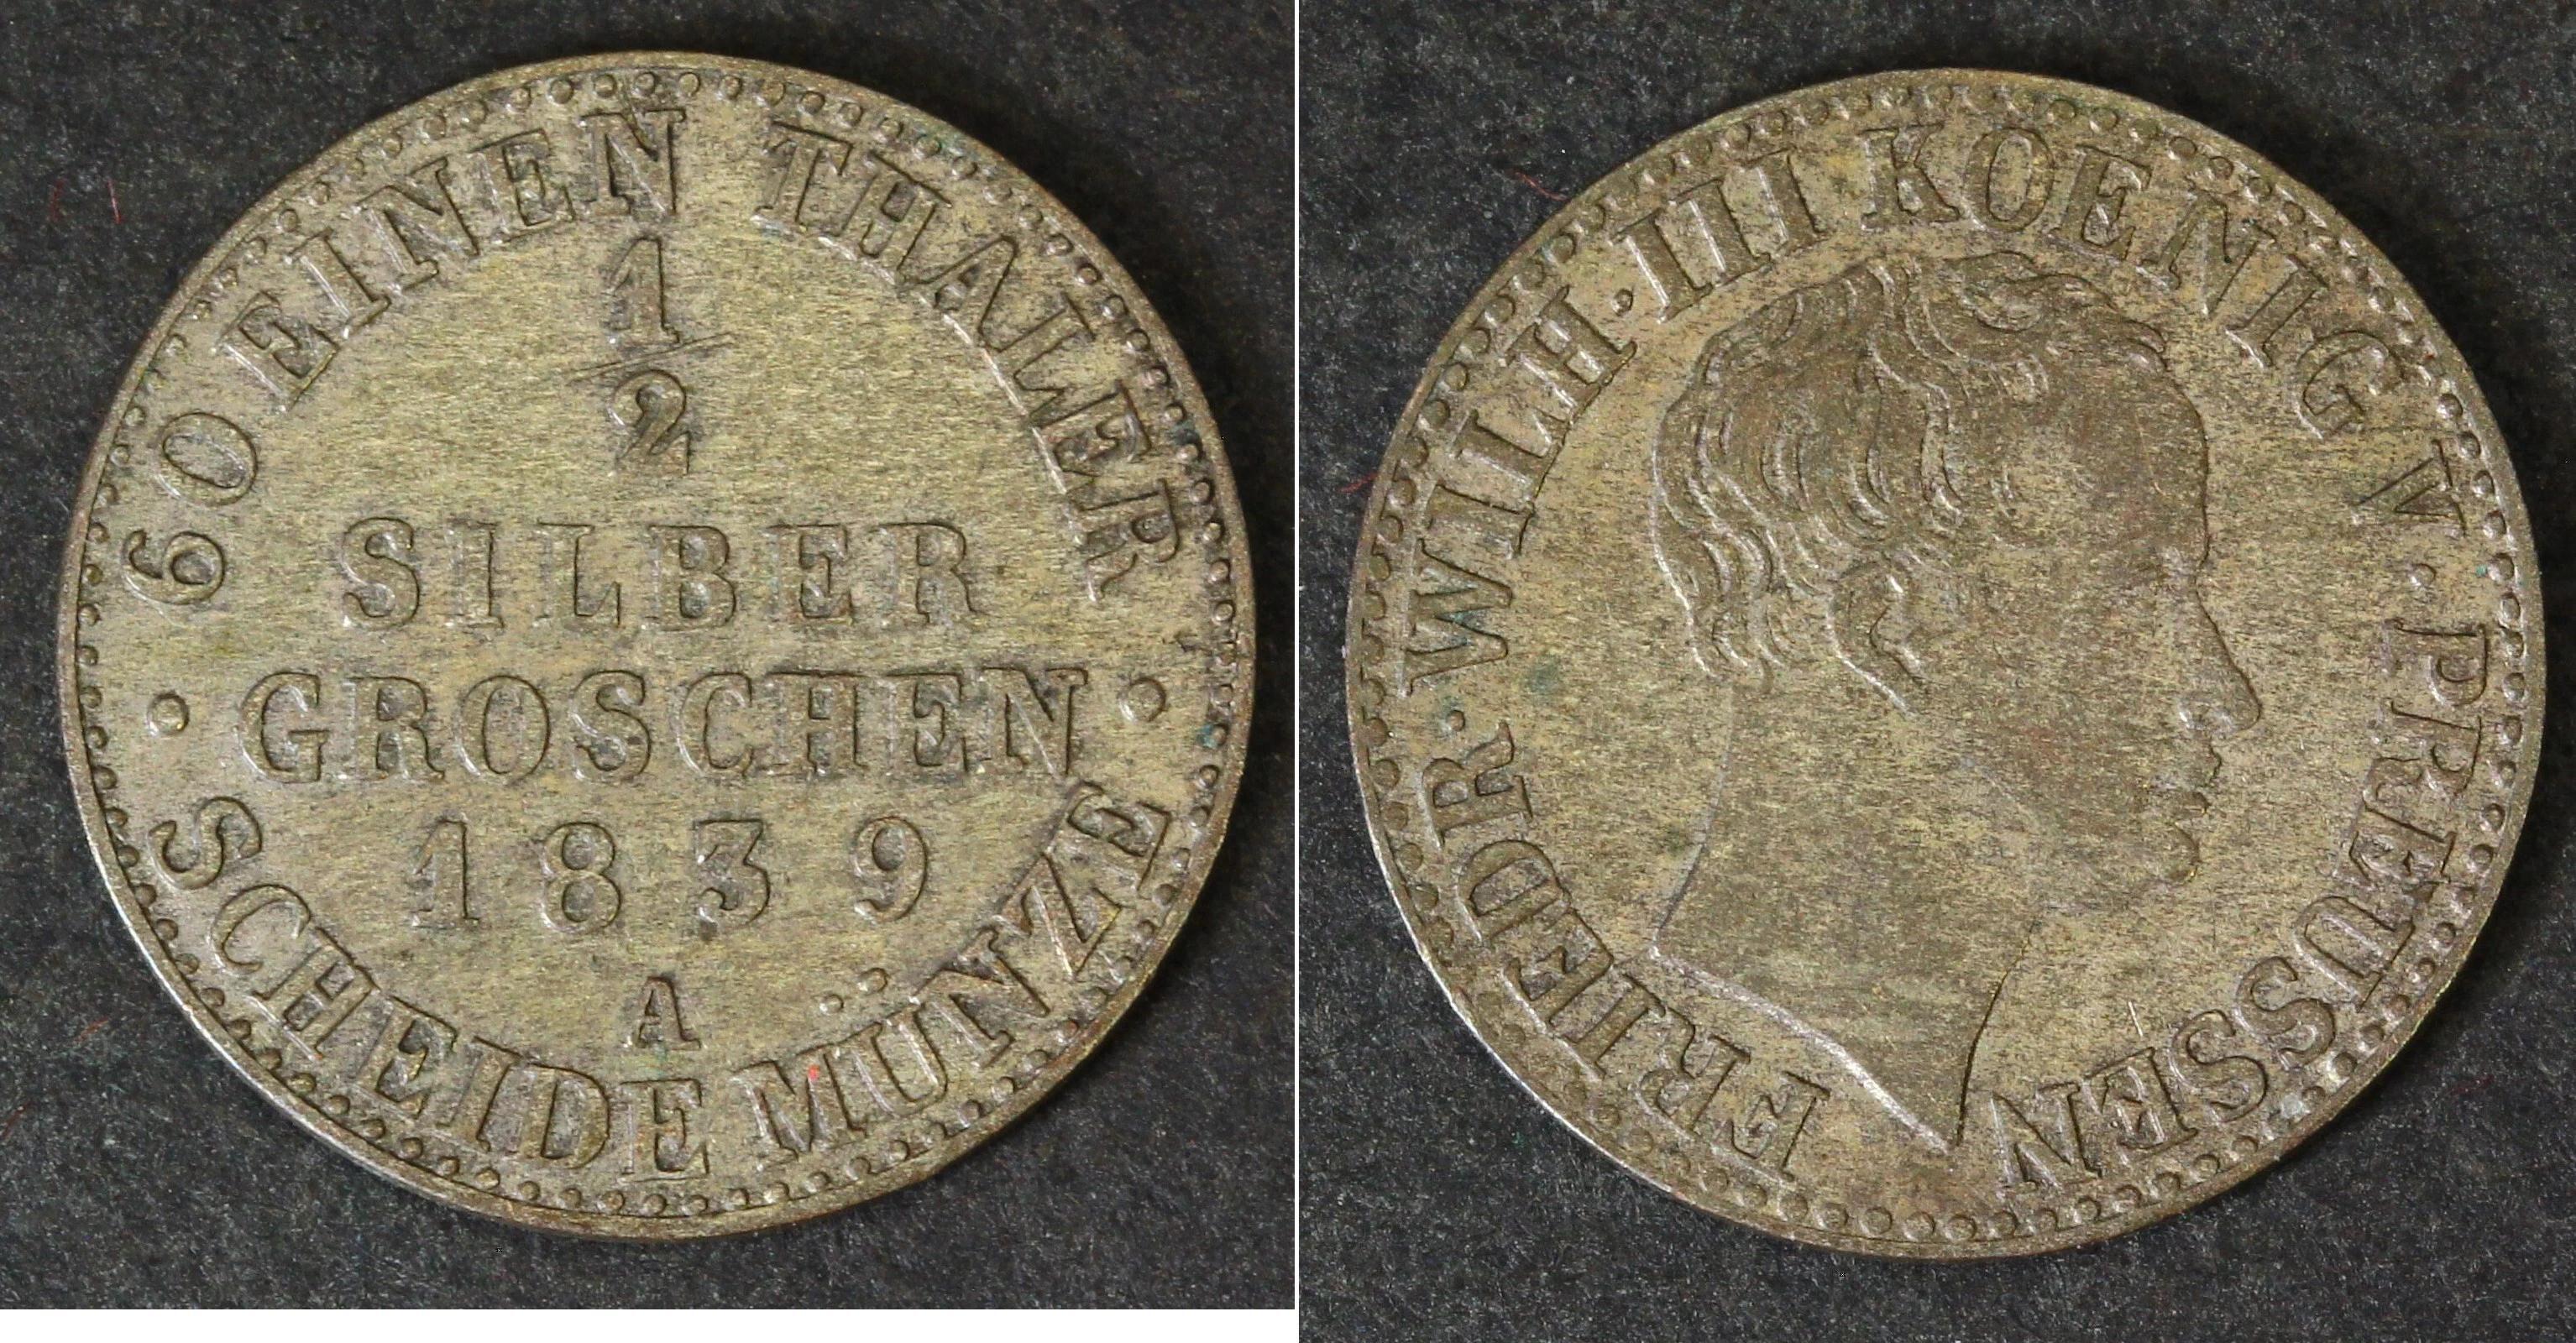 60 EINEN THALER
1
2
SILBER
GROSCHEN
1839
A
SCHEIDE MÜNZE
FRIEDR· WILH· III KOENIG V· PREUSSEN